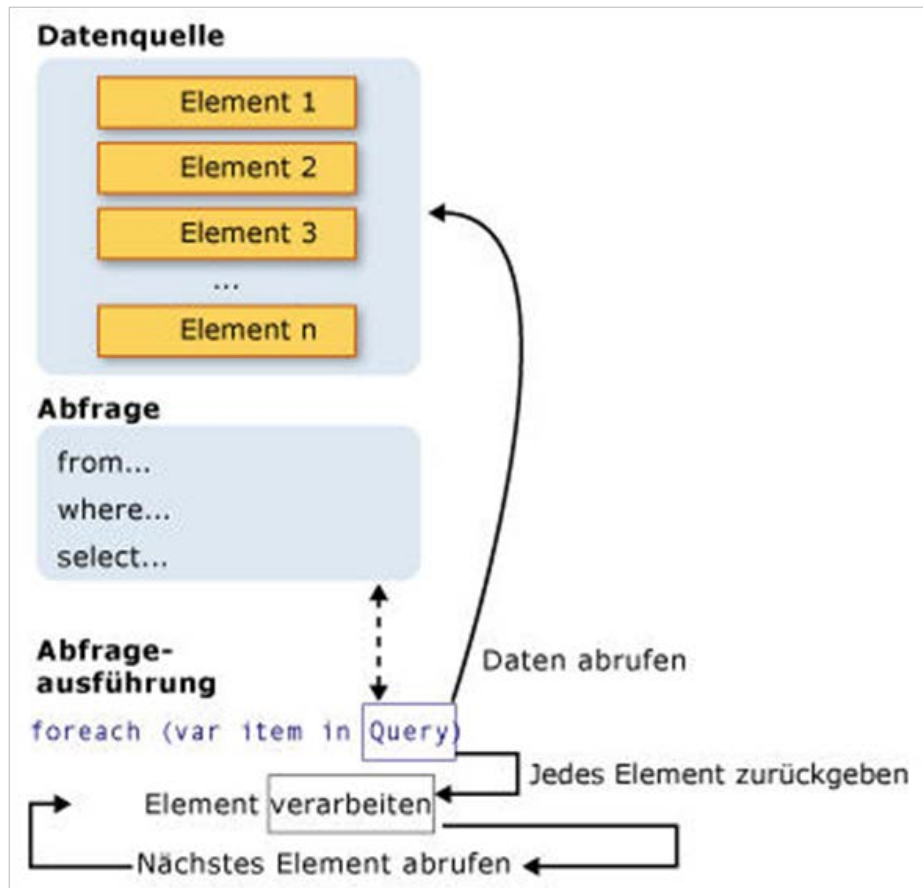 Datenquelle
Element 1
Element 2
Element 3
...
Element n
Abfrage
from...
where...
select...
Abfrage-
ausführung
Daten abrufen
foreach (var item in Query)
Jedes Element zurückgeben
Element verarbeiten
Nächstes Element abrufen